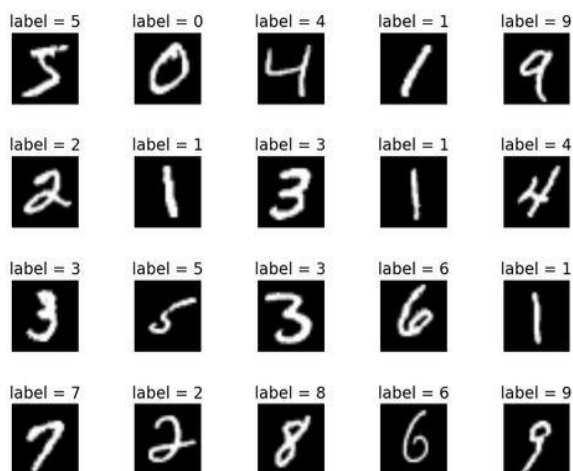 label = 5 label = 0 label = 4 label = 1 label = 9
5 0 4 1 9
label = 2 label = 1 label = 3 label = 1 label = 4
2 1 3 1 4
label = 3 label = 5 label = 3 label = 6 label = 1
3 5 3 6 1
label = 7 label = 2 label = 8 label = 6 label = 9
7 2 8 6 9